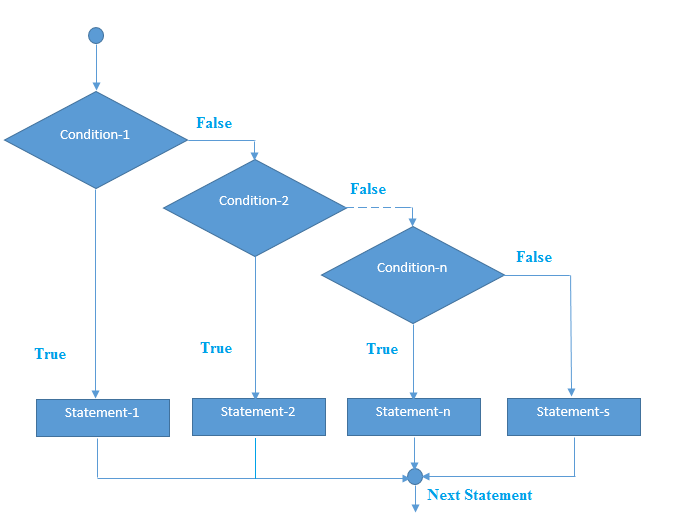 Condition-1
False
Condition-2
False
Condition-n
False
True
True
True
Statement-1
Statement-2
Statement-n
Statement-s
Next Statement